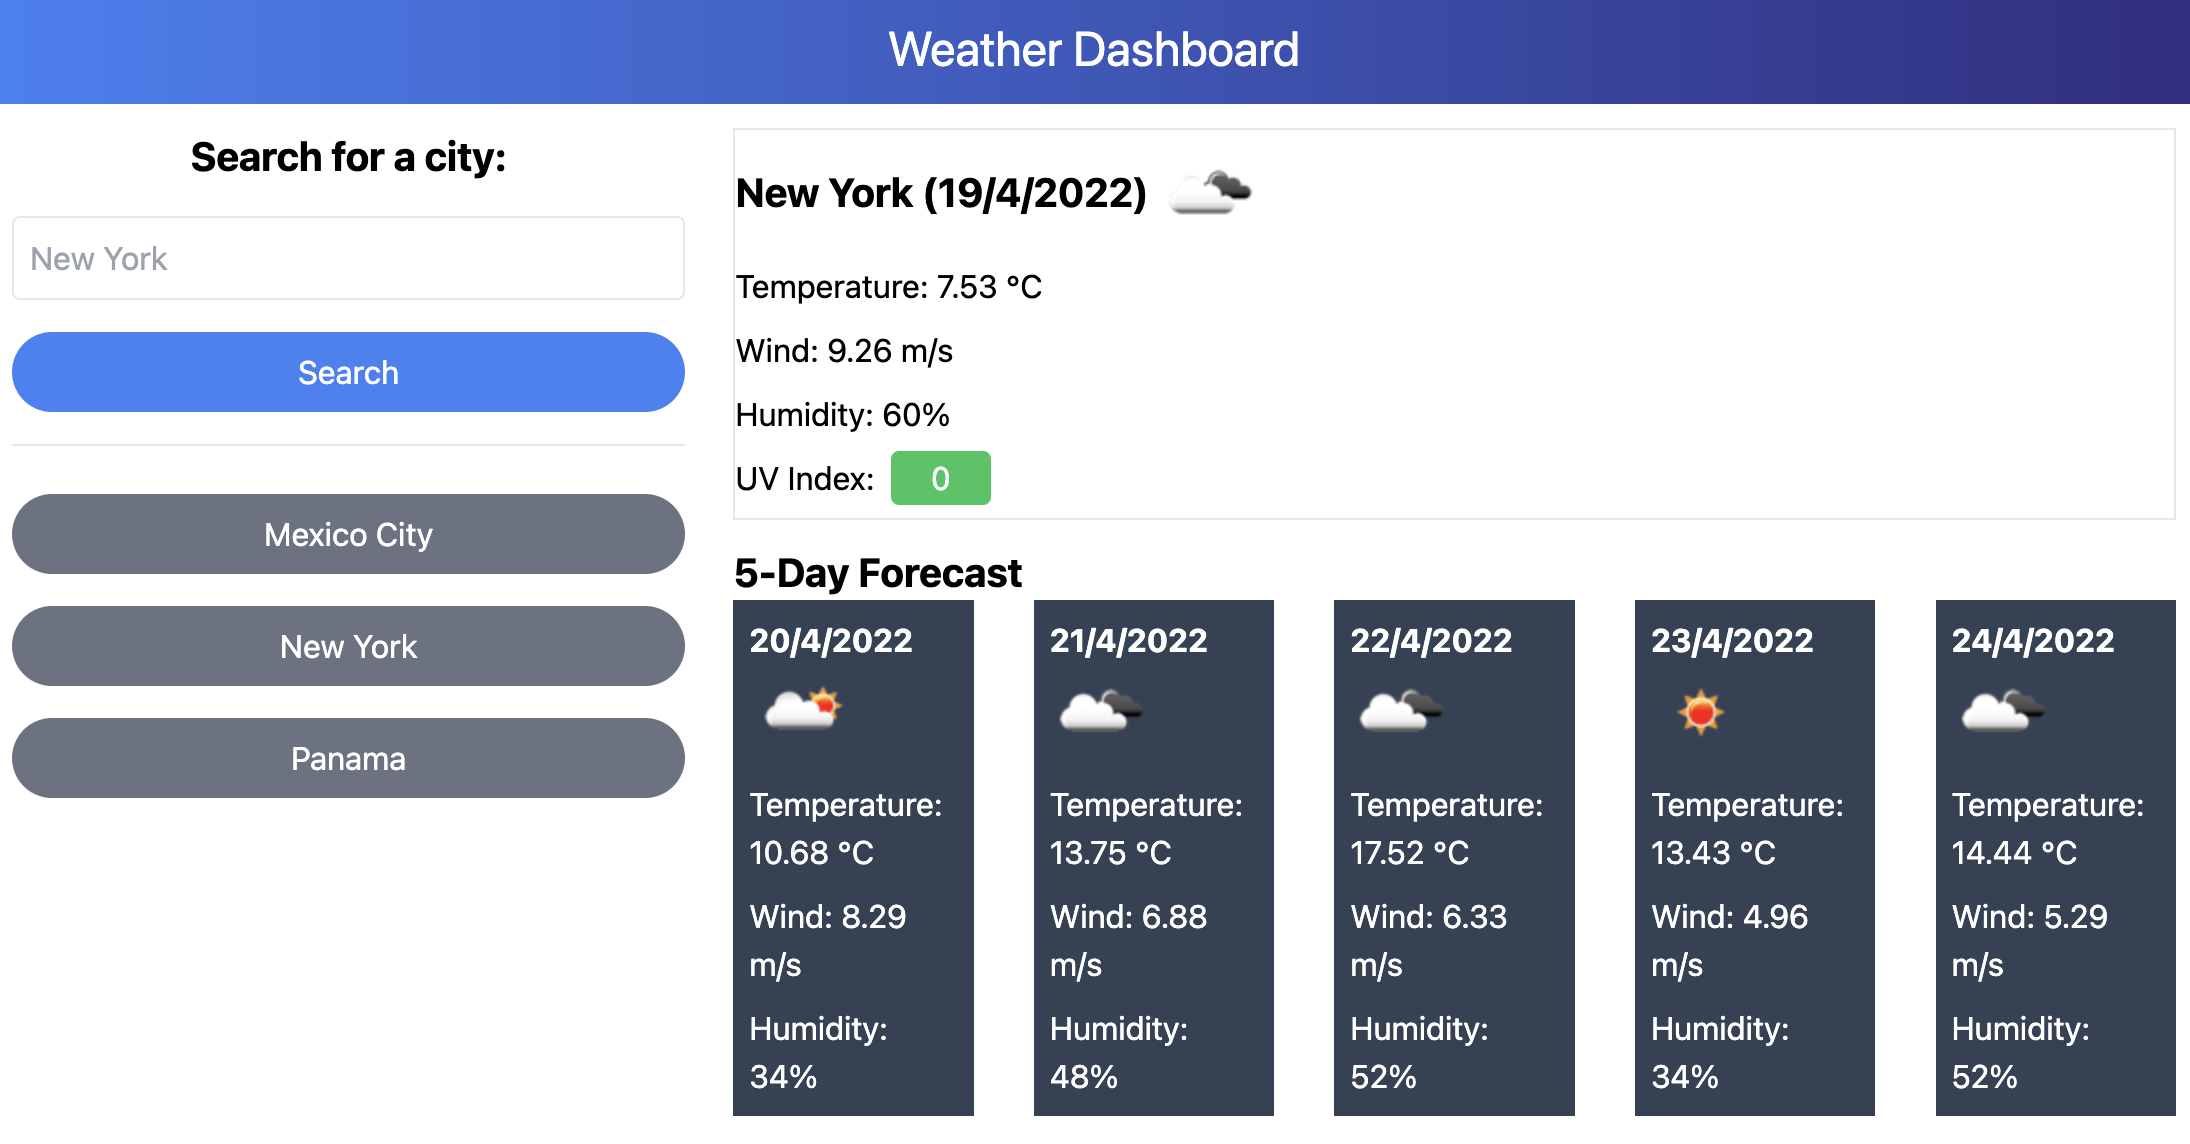 Weather Dashboard
Search for a city:
New York
Search
Mexico City
New York
Panama
New York (19/4/2022)
Temperature: 7.53 °C
Wind: 9.26 m/s
Humidity: 60%
UV Index: 0
5-Day Forecast
20/4/2022
Temperature:
10.68 °C
Wind: 8.29
m/s
Humidity:
34%
21/4/2022
Temperature:
13.75 °C
Wind: 6.88
m/s
Humidity:
48%
22/4/2022
Temperature:
17.52 °C
Wind: 6.33
m/s
Humidity:
52%
23/4/2022
Temperature:
13.43 °C
Wind: 4.96
m/s
Humidity:
34%
24/4/2022
Temperature:
14.44 °C
Wind: 5.29
m/s
Humidity:
52%